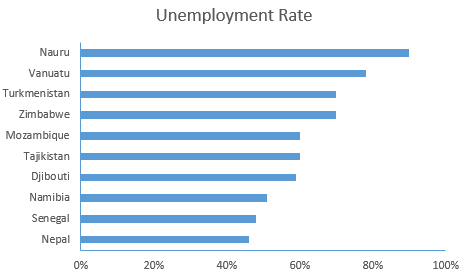 Unemployment Rate
Nauru
Vanuatu
Turkmenistan
Zimbabwe
Mozambique
Tajikistan
Djibouti
Namibia
Senegal
Nepal
0% 20% 40% 60% 80% 100%